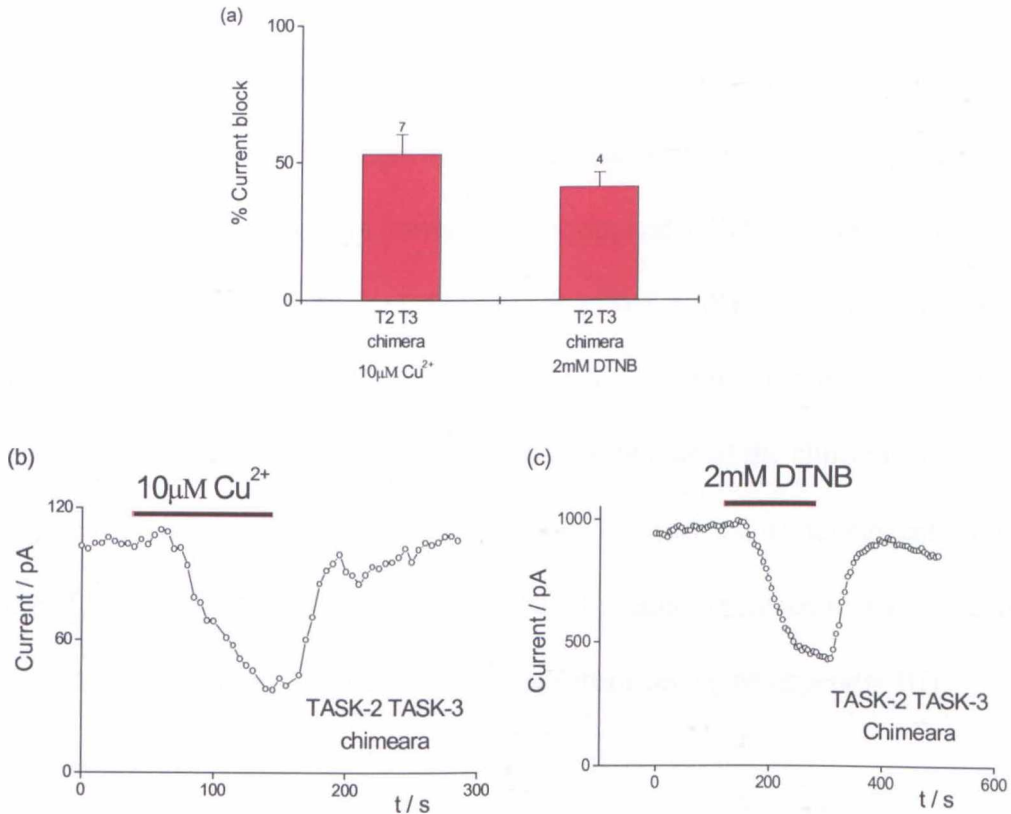 (a)
100
50
0
% Current block
7
4
T2 T3
chimera
10μM Cu²⁺
T2 T3
chimera
2mM DTNB
(b)
10μM Cu²⁺
120
60
0
Current / pA
TASK-2 TASK-3
chimeara
0
100
200
300
t / s
(c)
2mM DTNB
1000
500
0
Current / pA
TASK-2 TASK-3
Chimeara
0
200
400
600
t / s